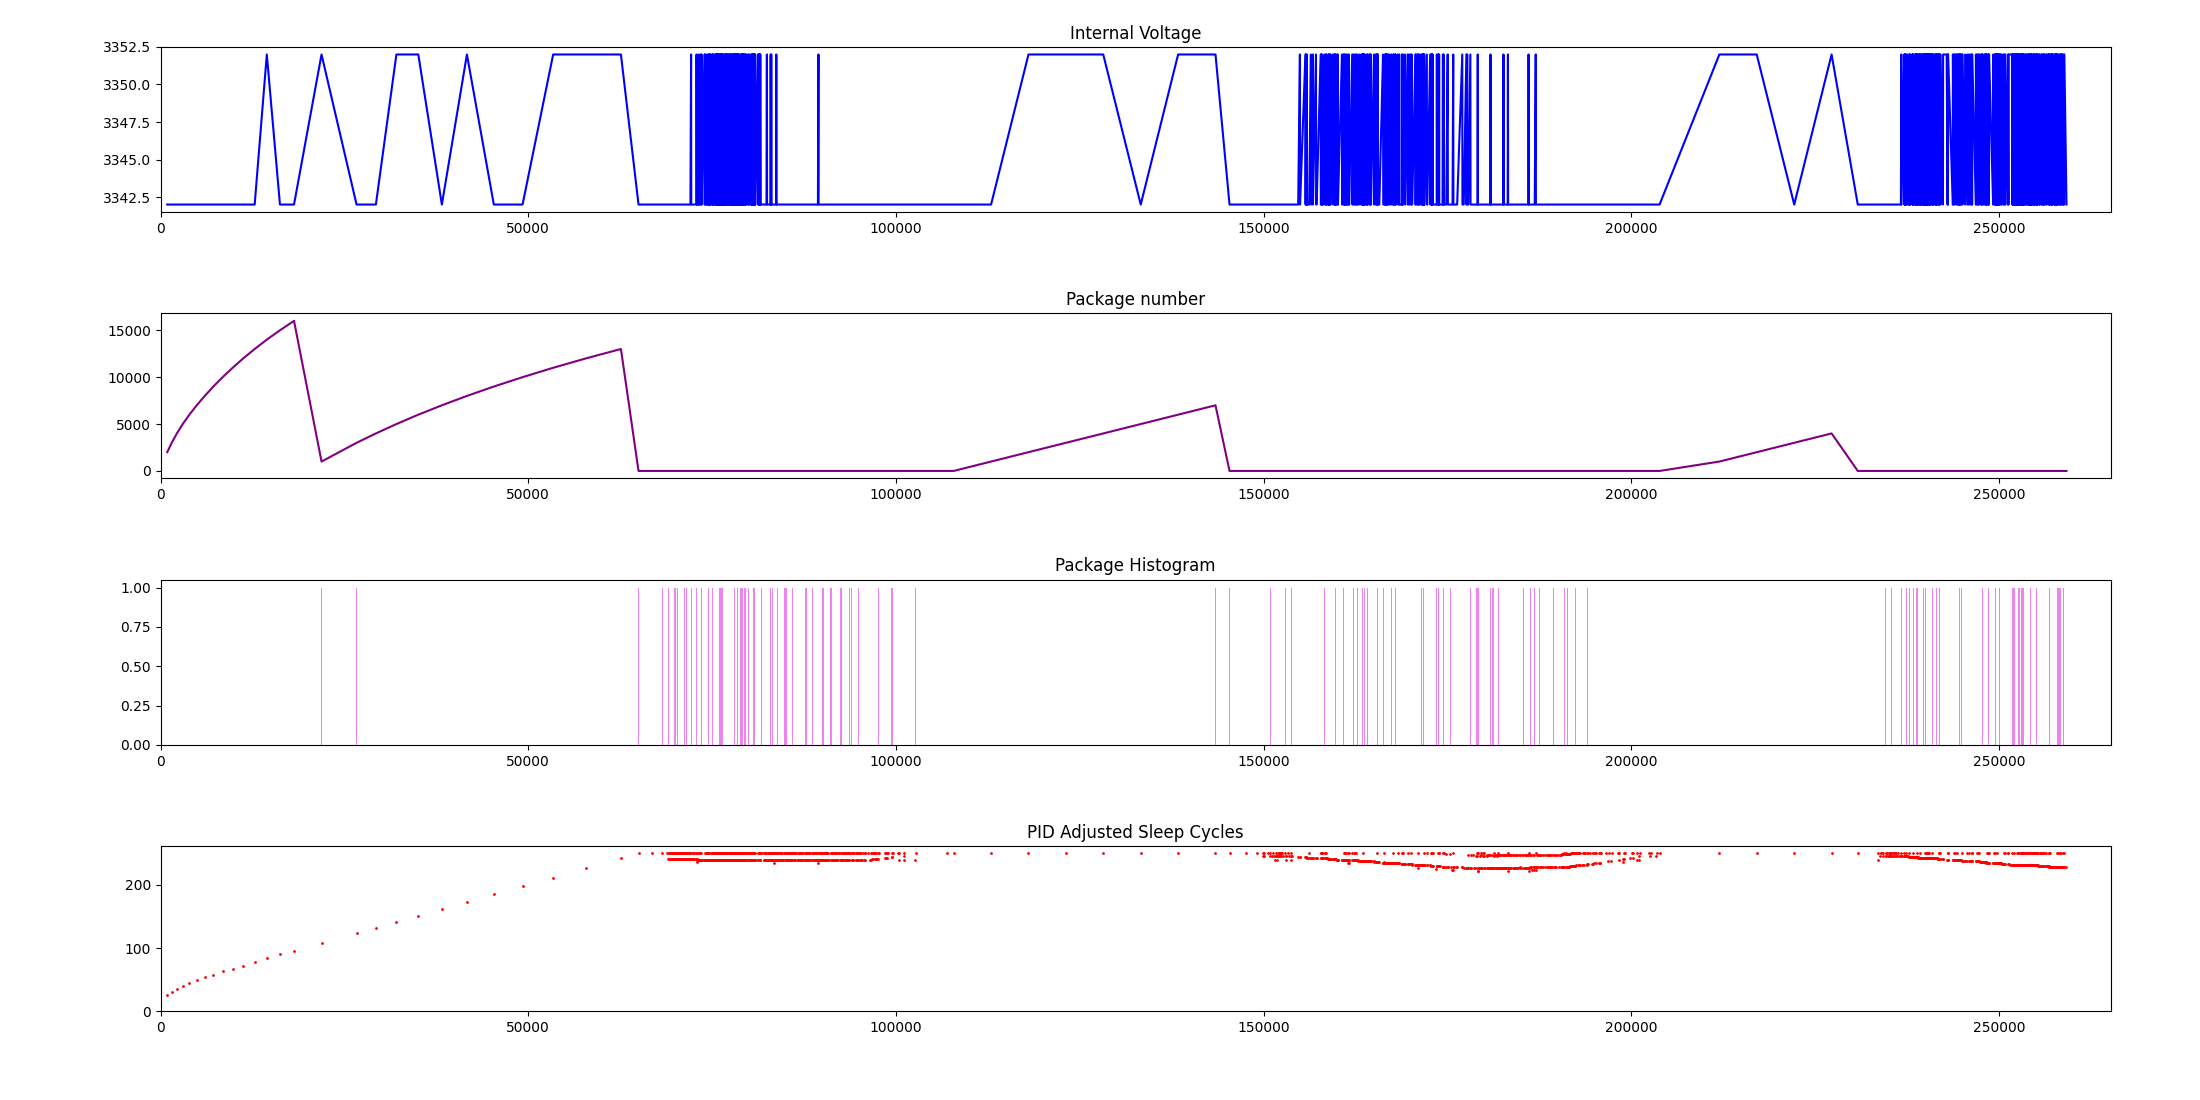 Internal Voltage
3352.5
3350.0
3347.5
3345.0
3342.5
0 50000 100000 150000 200000 250000
Package number
15000
10000
5000
0
0 50000 100000 150000 200000 250000
Package Histogram
1.00
0.75
0.50
0.25
0.00
0 50000 100000 150000 200000 250000
PID Adjusted Sleep Cycles
200
100
0
0 50000 100000 150000 200000 250000